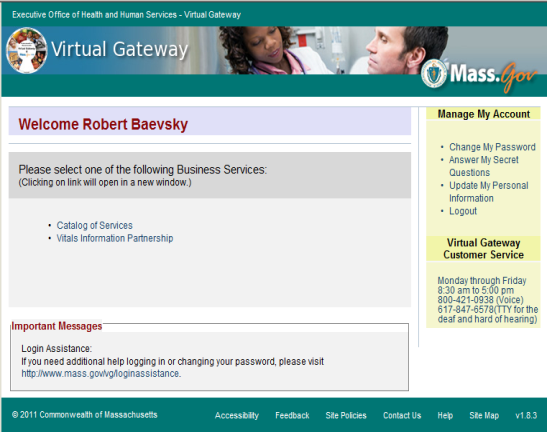 Executive Office of Health and Human Services - Virtual Gateway
Virtual Gateway
Mass.Gov
Welcome Robert Baevsky
Please select one of the following Business Services:
(Clicking on link will open in a new window.)
• Catalog of Services
• Vitals Information Partnership
Important Messages
Login Assistance:
If you need additional help logging in or changing your password, please visit
http://www.mass.gov/vg/loginassistance.
Manage My Account
• Change My Password
• Answer My Secret
Questions
• Update My Personal
Information
• Logout
Virtual Gateway
Customer Service
Monday through Friday
8:30 am to 5:00 pm
800-421-0938 (Voice)
617-847-6578(TTY for the
deaf and hard of hearing)
© 2011 Commonwealth of Massachusetts
Accessibility Feedback Site Policies Contact Us Help Site Map v1.8.3